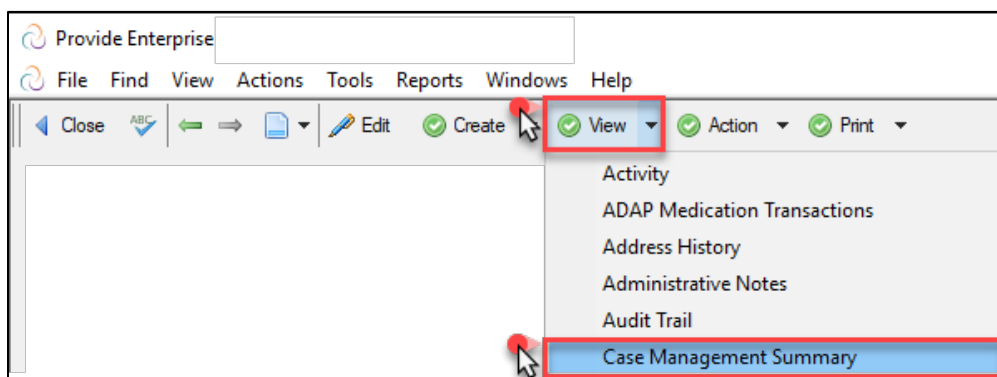 Provide Enterprise
File Find View Actions Tools Reports Windows Help
Close ABC Edit Create View Action Print
Activity
ADAP Medication Transactions
Address History
Administrative Notes
Audit Trail
Case Management Summary